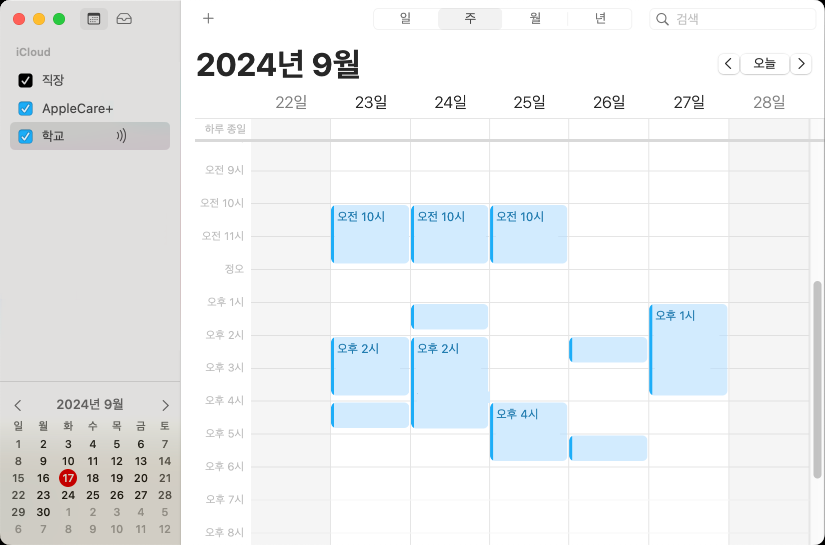 일 주 월 년 검색
iCloud
직장
AppleCare+
학교
2024년 9월
오늘
22일 23일 24일 25일 26일 27일 28일
하루 종일
오전 9시
오전 10시
오전 10시 오전 10시 오전 10시
오전 11시
정오
오후 1시
오후 1시
오후 2시
오후 2시 오후 2시
오후 3시
오후 4시
오후 4시
오후 5시
오후 6시
오후 7시
오후 8시
2024년 9월
일 월 화 수 목 금 토
1 2 3 4 5 6 7
8 9 10 11 12 13 14
15 16 17 18 19 20 21
22 23 24 25 26 27 28
29 30 1 2 3 4 5
6 7 8 9 10 11 12